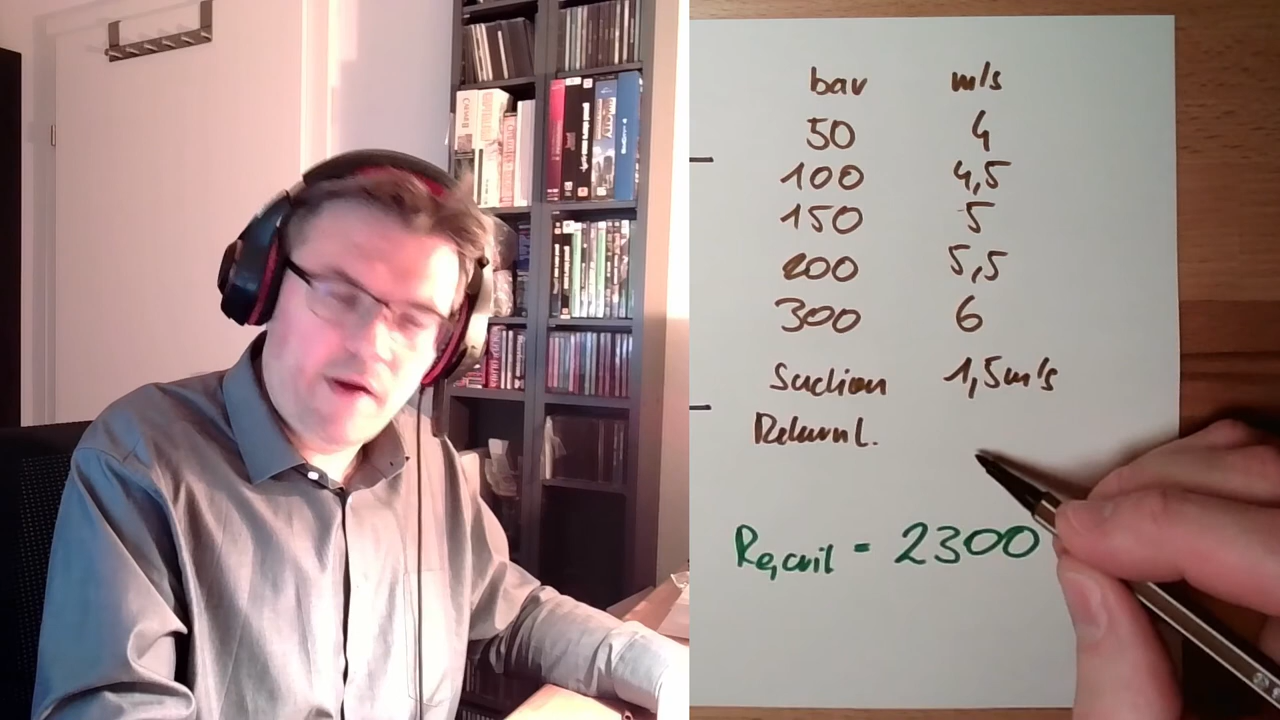 bar m/s
50 4
100 4,5
150 5
200 5,5
300 6
Suction 1,5m/s
Return l.
Re,crit = 2300